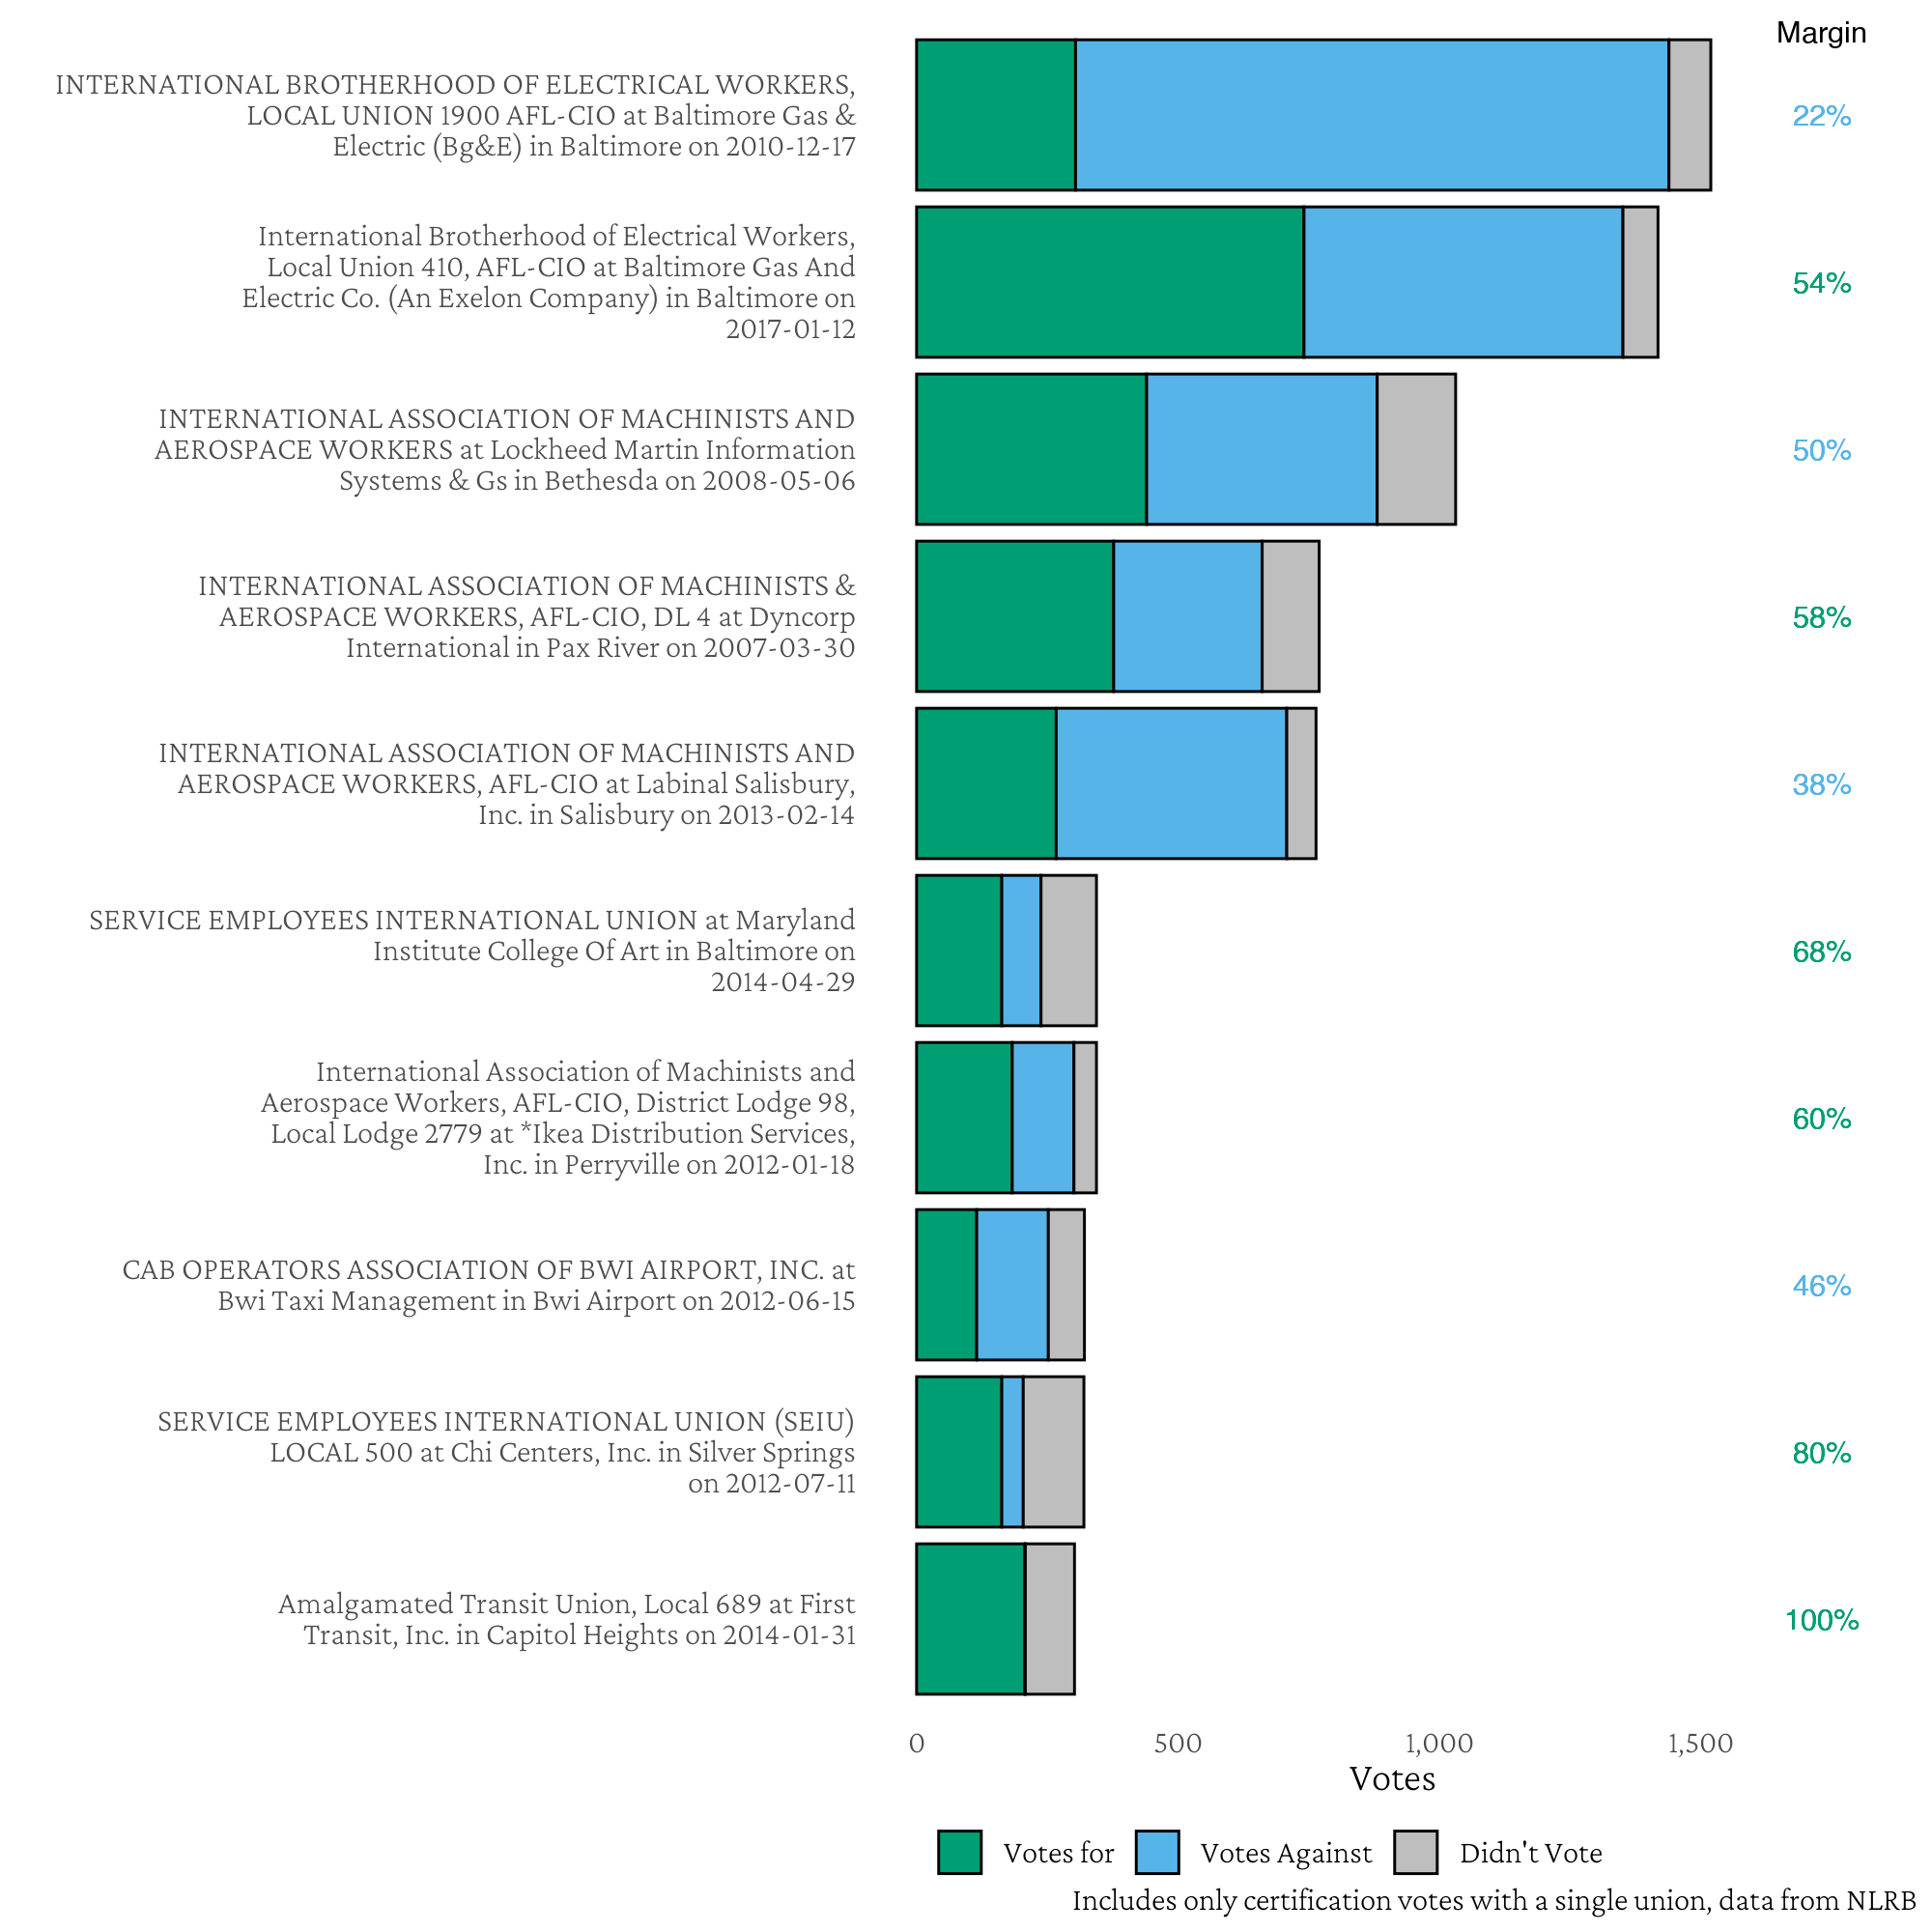 Margin
INTERNATIONAL BROTHERHOOD OF ELECTRICAL WORKERS,
LOCAL UNION 1900 AFL-CIO at Baltimore Gas &
Electric (Bg&E) in Baltimore on 2010-12-17
22%
International Brotherhood of Electrical Workers,
Local Union 410, AFL-CIO at Baltimore Gas And
Electric Co. (An Exelon Company) in Baltimore on
2017-01-12
54%
INTERNATIONAL ASSOCIATION OF MACHINISTS AND
AEROSPACE WORKERS at Lockheed Martin Information
Systems & Gs in Bethesda on 2008-05-06
50%
INTERNATIONAL ASSOCIATION OF MACHINISTS &
AEROSPACE WORKERS, AFL-CIO, DL 4 at Dyncorp
International in Pax River on 2007-03-30
58%
INTERNATIONAL ASSOCIATION OF MACHINISTS AND
AEROSPACE WORKERS, AFL-CIO at Labinal Salisbury,
Inc. in Salisbury on 2013-02-14
38%
SERVICE EMPLOYEES INTERNATIONAL UNION at Maryland
Institute College Of Art in Baltimore on
2014-04-29
68%
International Association of Machinists and
Aerospace Workers, AFL-CIO, District Lodge 98,
Local Lodge 2779 at *Ikea Distribution Services,
Inc. in Perryville on 2012-01-18
60%
CAB OPERATORS ASSOCIATION OF BWI AIRPORT, INC. at
Bwi Taxi Management in Bwi Airport on 2012-06-15
46%
SERVICE EMPLOYEES INTERNATIONAL UNION (SEIU)
LOCAL 500 at Chi Centers, Inc. in Silver Springs
on 2012-07-11
80%
Amalgamated Transit Union, Local 689 at First
Transit, Inc. in Capitol Heights on 2014-01-31
100%
0 500 1,000 1,500
Votes
Votes for Votes Against Didn't Vote
Includes only certification votes with a single union, data from NLRB